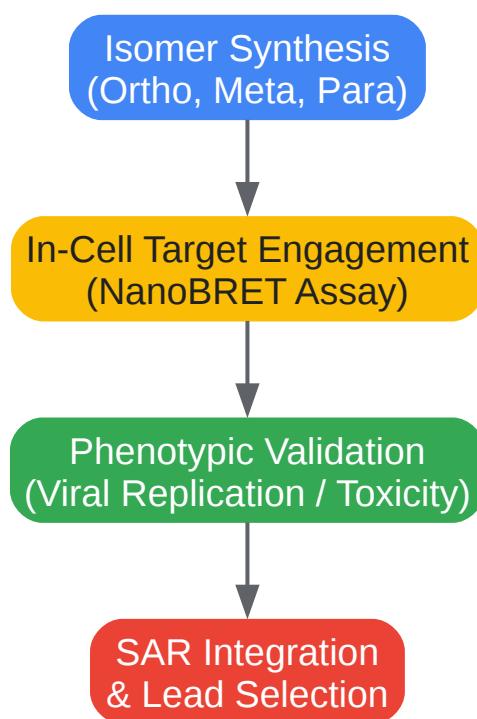 Isomer Synthesis
(Ortho, Meta, Para)
In-Cell Target Engagement
(NanoBRET Assay)
Phenotypic Validation
(Viral Replication / Toxicity)
SAR Integration
& Lead Selection